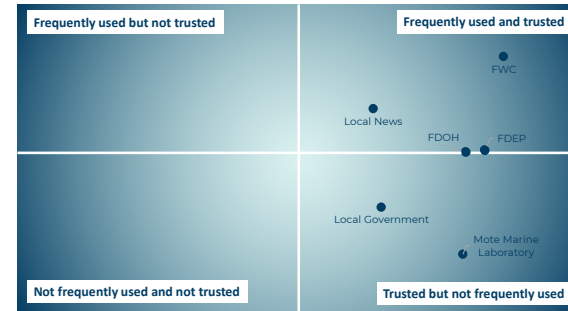 Frequently used but not trusted
Frequently used and trusted
FWC
Local News
FDOH
FDEP
Local Government
Mote Marine
Laboratory
Not frequently used and not trusted
Trusted but not frequently used